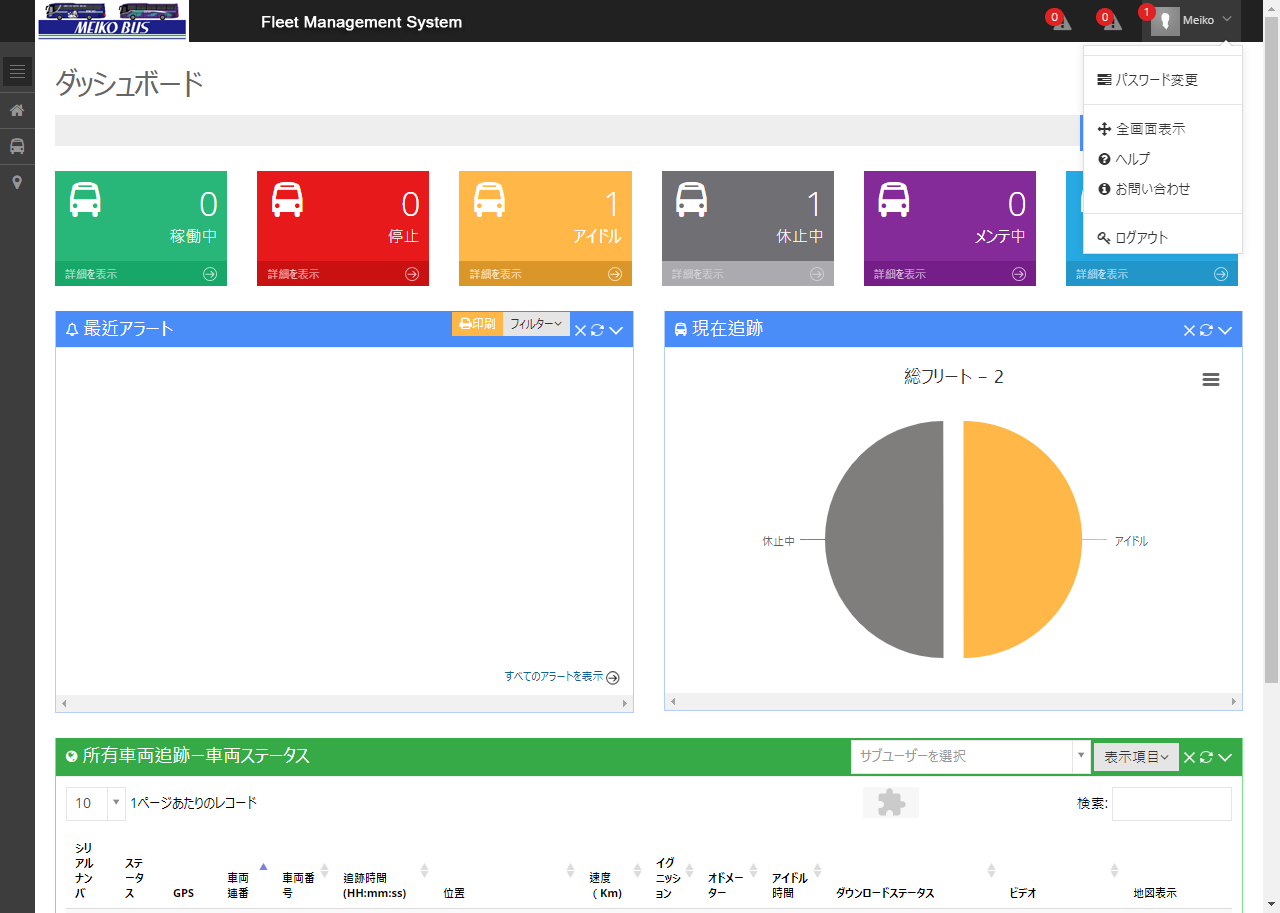 MEIKO BUS
Fleet Management System
0
0
1
Meiko
ダッシュボード
パスワード変更
全画面表示
ヘルプ
お問い合わせ
ログアウト
0
稼働中
詳細を表示
0
停止
詳細を表示
1
アイドル
詳細を表示
1
休止中
詳細を表示
0
メンテ中
詳細を表示
詳細を表示
最近アラート
印刷
フィルター
すべてのアラートを表示
現在追跡
総フリート – 2
休止中
アイドル
所有車両追跡ー車両ステータス
サブユーザーを選択
表示項目
10
1ページあたりのレコード
検索:
シリアルナンバ
ステータス
GPS
車両連番
車両番号
追跡時間
(HH:mm:ss)
位置
速度
( Km)
イグニッション
オドメーター
アイドル時間
ダウンロードステータス
ビデオ
地図表示